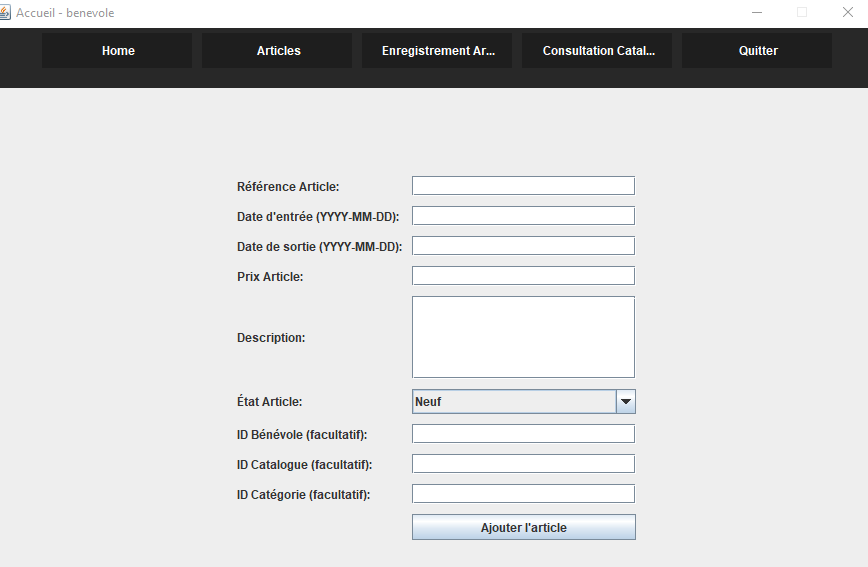 Accueil - benevole
Home Articles Enregistrement Ar... Consultation Catal... Quitter
Référence Article:
Date d'entrée (YYYY-MM-DD):
Date de sortie (YYYY-MM-DD):
Prix Article:
Description:
État Article: Neuf
ID Bénévole (facultatif):
ID Catalogue (facultatif):
ID Catégorie (facultatif):
Ajouter l'article